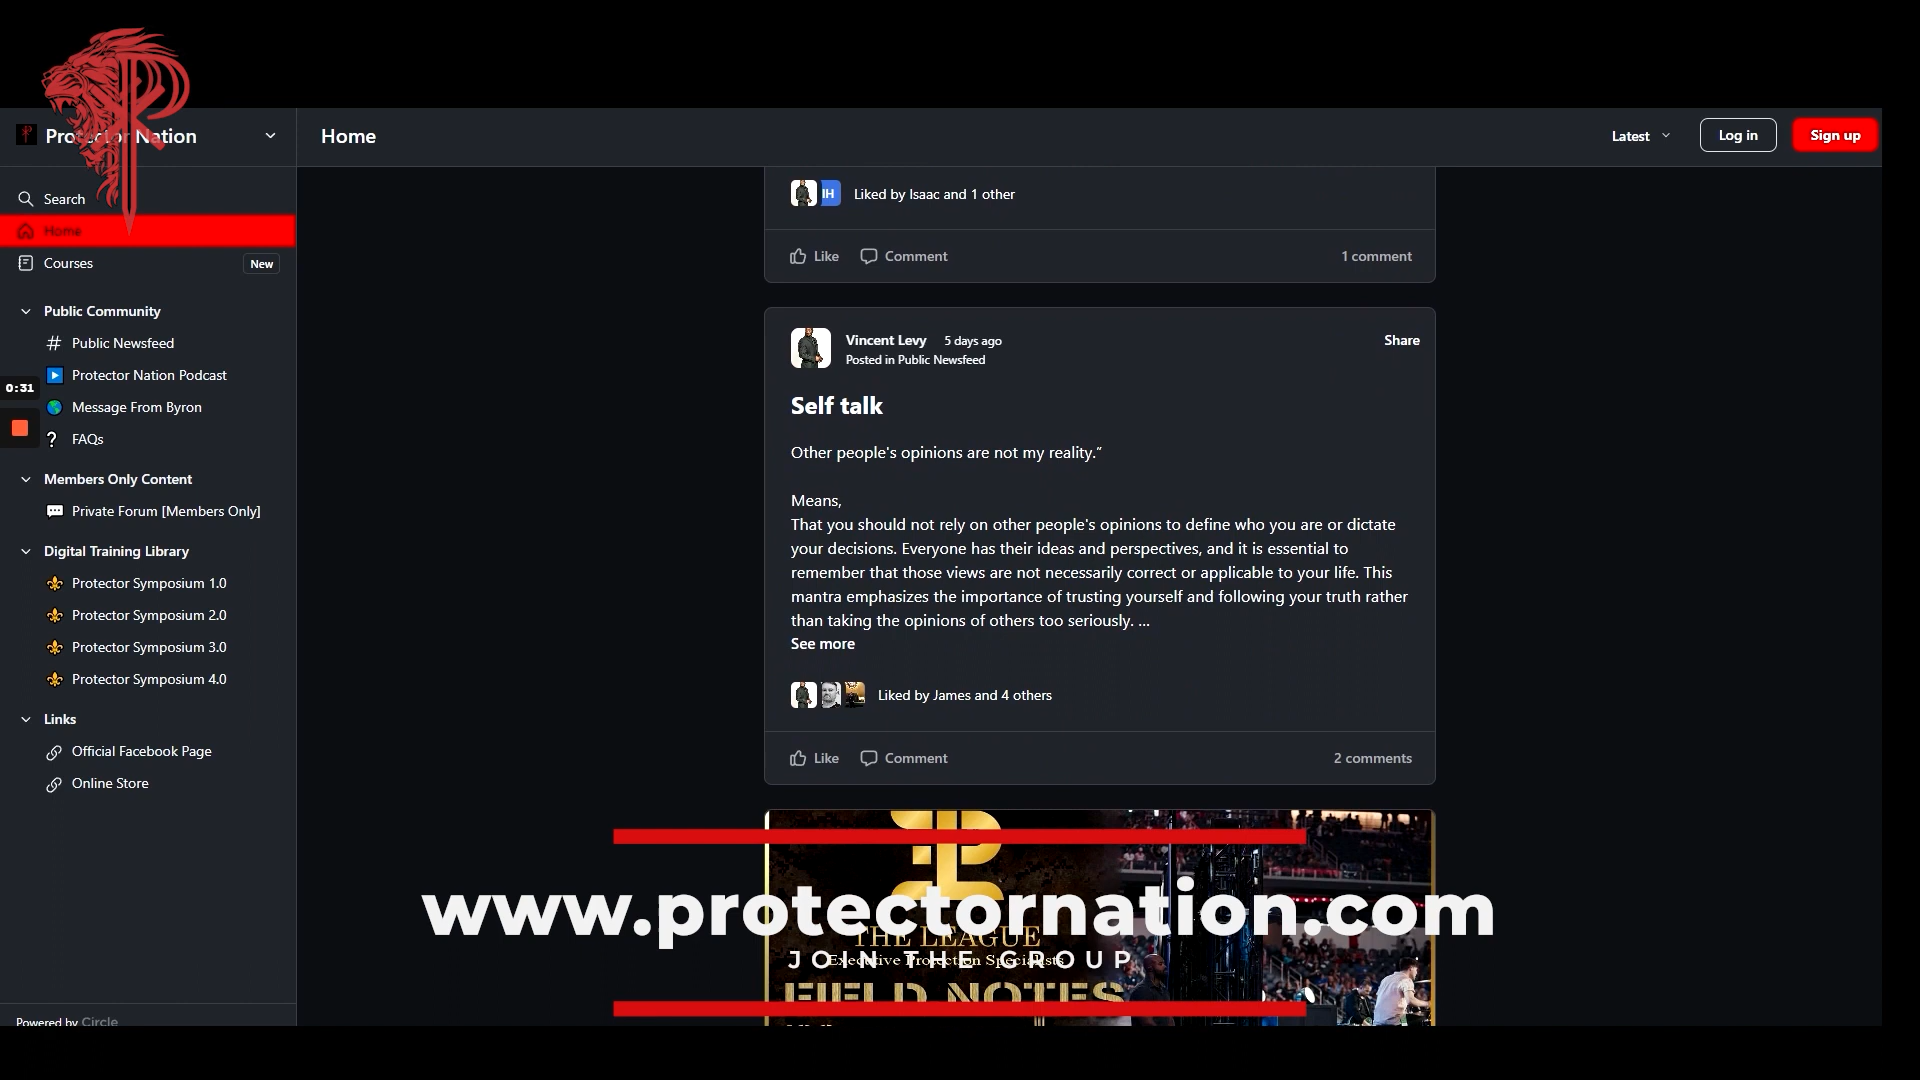 Protector Nation
Home
Latest
Log in
Sign up
Search
Home
Courses
New
Public Community
Public Newsfeed
Protector Nation Podcast
Message From Byron
FAQs
Members Only Content
Private Forum [Members Only]
Digital Training Library
Protector Symposium 1.0
Protector Symposium 2.0
Protector Symposium 3.0
Protector Symposium 4.0
Links
Official Facebook Page
Online Store
Powered by Circle
0:31
IH
Liked by Isaac and 1 other
Like
Comment
1 comment
Vincent Levy 5 days ago
Posted in Public Newsfeed
Share
Self talk
Other people's opinions are not my reality.”
Means,
That you should not rely on other people's opinions to define who you are or dictate
your decisions. Everyone has their ideas and perspectives, and it is essential to
remember that those views are not necessarily correct or applicable to your life. This
mantra emphasizes the importance of trusting yourself and following your truth rather
than taking the opinions of others too seriously. ...
See more
Liked by James and 4 others
Like
Comment
2 comments
www.protectornation.com
THE LEAGUE
JOIN THE GROUP
Executive Protection Specialists
FIELD NOTES